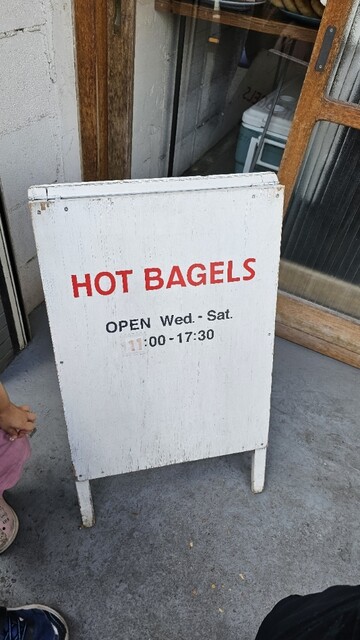 HOT BAGELS
OPEN Wed. - Sat.
11:00 - 17:30